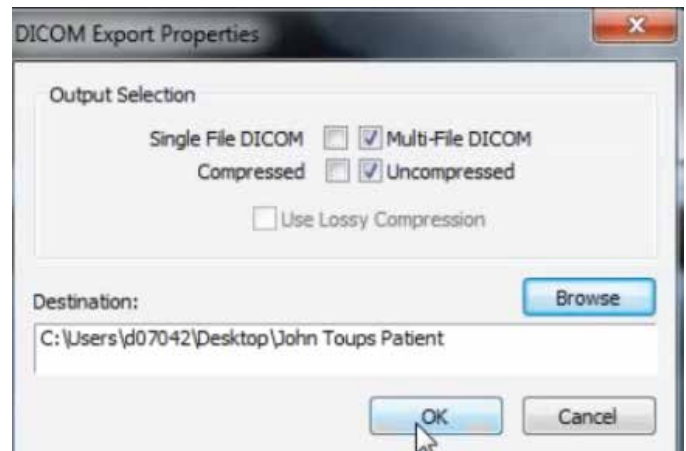 DICOM Export Properties
Output Selection
Single File DICOM Multi-File DICOM
Compressed Uncompressed
Use Lossy Compression
Destination:
Browse
C:\Users\d07042\Desktop\John Toups Patient
OK Cancel